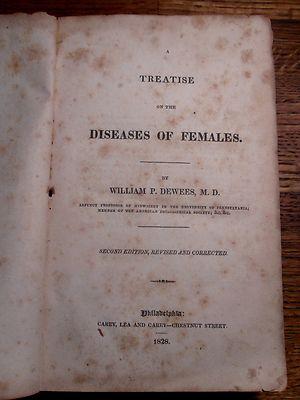 A
TREATISE
ON THE
DISEASES OF FEMALES.
BY
WILLIAM P. DEWEES, M. D.
ADJUNCT PROFESSOR OF MIDWIFERY IN THE UNIVERSITY OF PENNSYLVANIA;
MEMBER OF THE AMERICAN PHILOSOPHICAL SOCIETY; &c. &c.
SECOND EDITION, REVISED AND CORRECTED.
Philadelphia:
CAREY, LEA AND CAREY—CHESTNUT STREET.
1828.